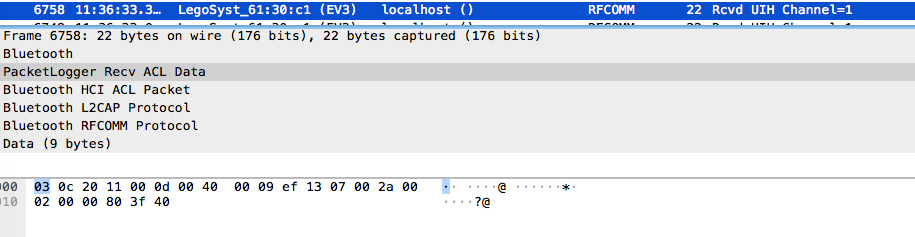 6758 11:36:33.3… LegoSyst_61:30:c1 (EV3) localhost () RFCOMM 22 Rcvd UIH Channel=1
Frame 6758: 22 bytes on wire (176 bits), 22 bytes captured (176 bits)
Bluetooth
PacketLogger Recv ACL Data
Bluetooth HCI ACL Packet
Bluetooth L2CAP Protocol
Bluetooth RFCOMM Protocol
Data (9 bytes)
00 03 0c 20 11 00 0d 00 40 00 09 ef 13 07 00 2a 00 ·· ····@ ······*·
10 02 00 00 80 3f 40 ····?@